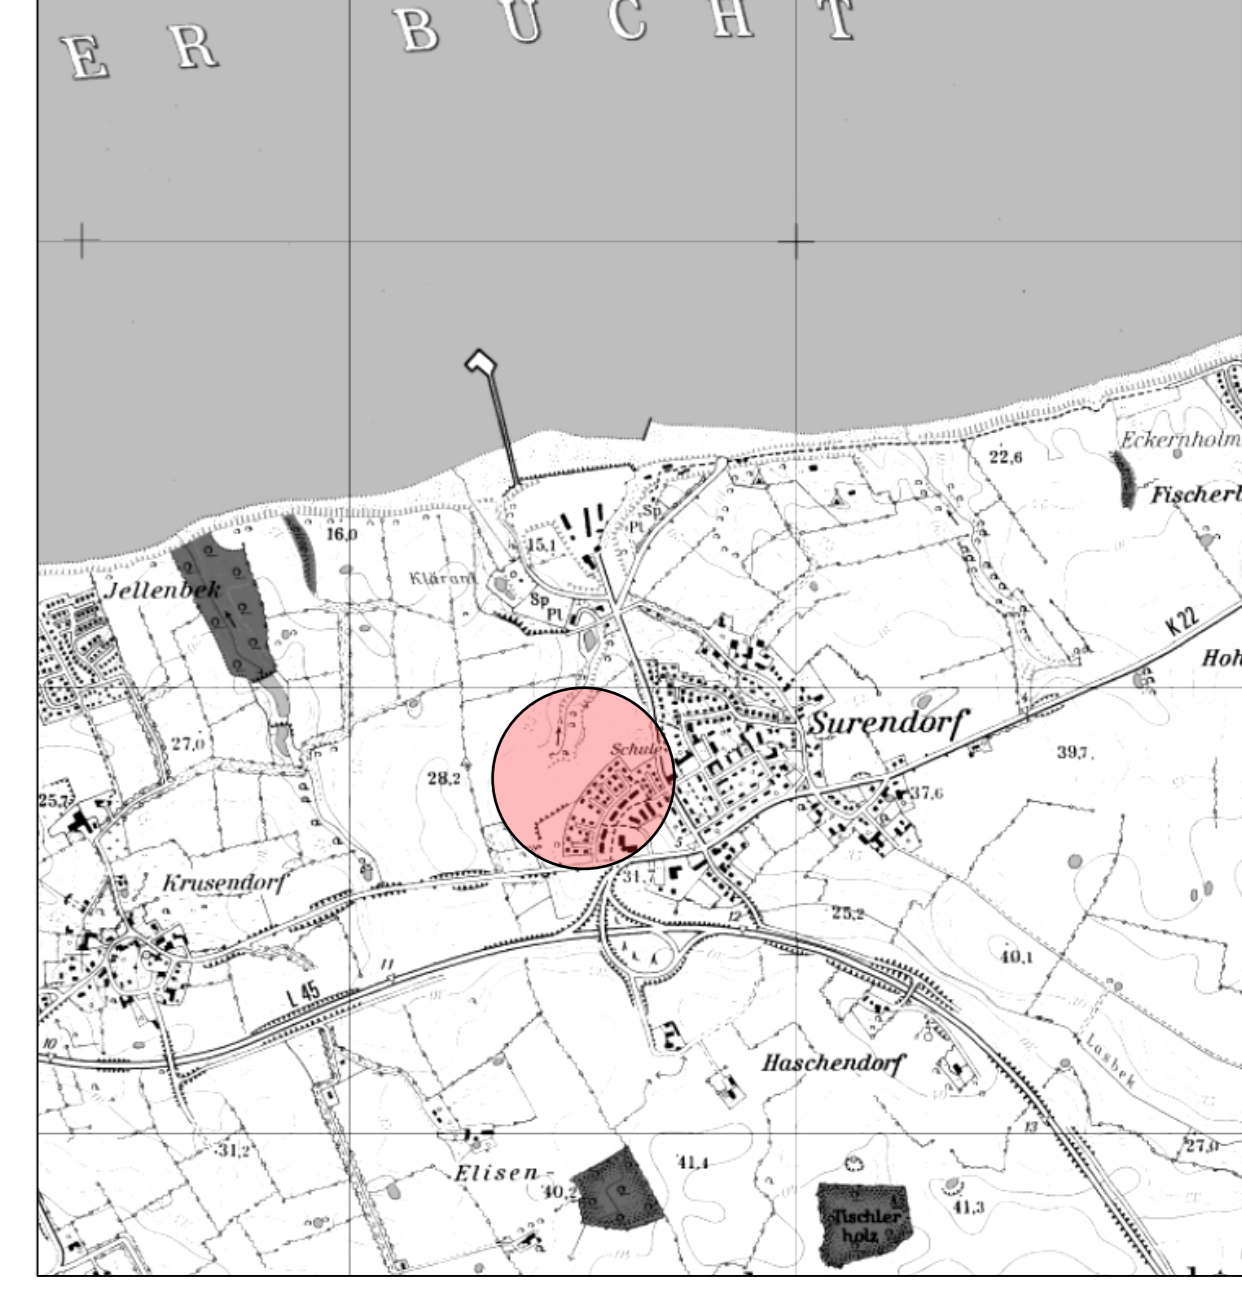 E R B U C H T
Eckernholm
22,6
Fischerl
Sp
Pl
16,0
15,1
Kläranl
Jellenbek
Sp
Pl
K 22
Hoh
Surendorf
27,0
Schule
39,7
28,2
25,7
37,6
31,7
Krusendorf
25,2
12
40,1
11
L 45
10
Haschendorf
Lasbek
13
27,0
31,2
Elisen-
41,4
40,2
41,3
Tischler
holz